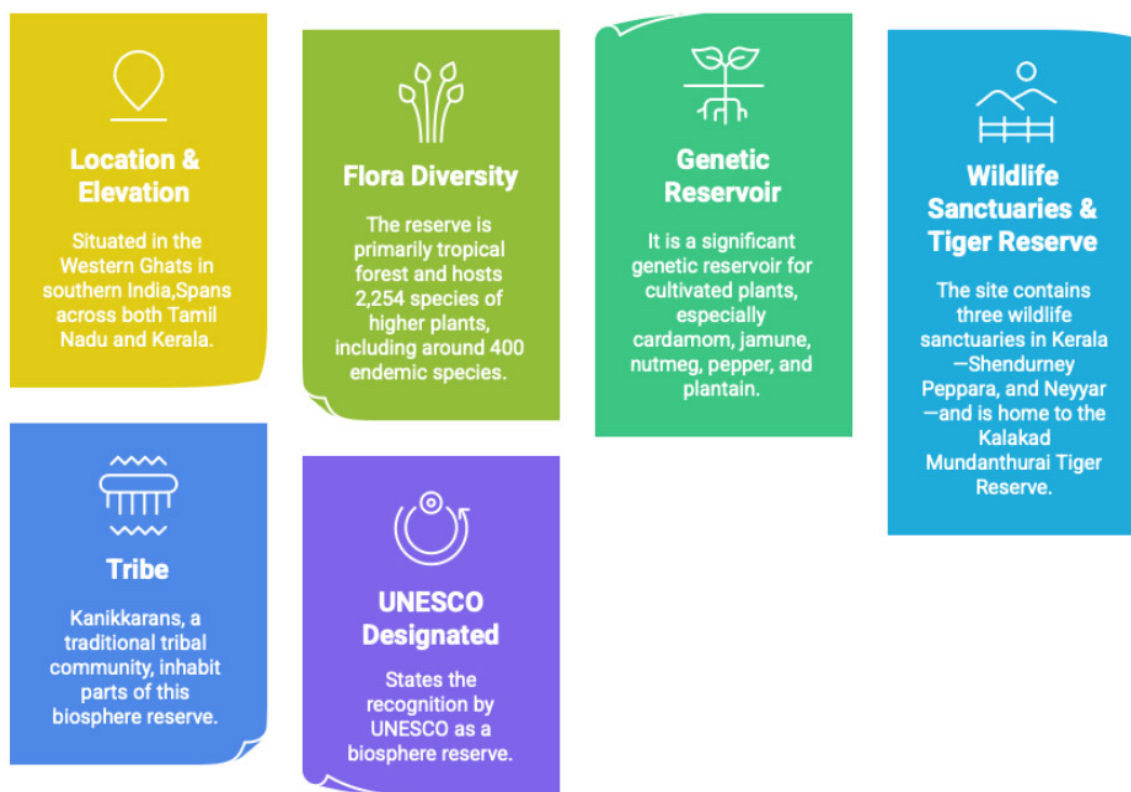 Location &
Elevation
Situated in the
Western Ghats in
southern India,Spans
across both Tamil
Nadu and Kerala.
Flora Diversity
The reserve is
primarily tropical
forest and hosts
2,254 species of
higher plants,
including around 400
endemic species.
Genetic
Reservoir
It is a significant
genetic reservoir for
cultivated plants,
especially
cardamom, jamune,
nutmeg, pepper, and
plantain.
Wildlife
Sanctuaries &
Tiger Reserve
The site contains
three wildlife
sanctuaries in Kerala
—Shendurney
Peppara, and Neyyar
—and is home to the
Kalakad
Mundanthurai Tiger
Reserve.
Tribe
Kanikkarans, a
traditional tribal
community, inhabit
parts of this
biosphere reserve.
UNESCO
Designated
States the
recognition by
UNESCO as a
biosphere reserve.